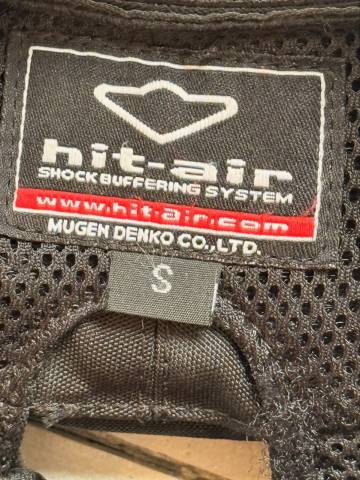 hit-air
SHOCK BUFFERING SYSTEM
www.hit-air.com
MUGEN DENKO CO.,LTD.
S